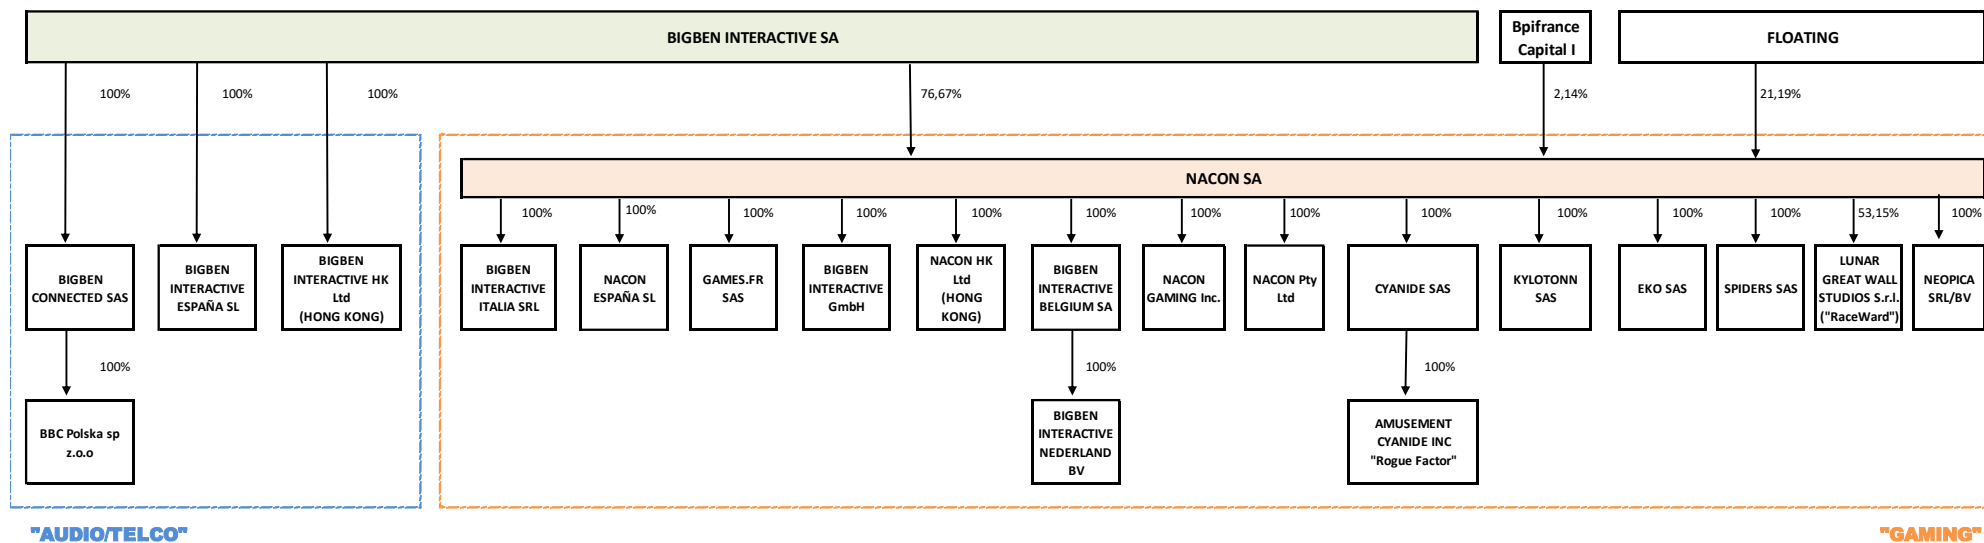 BIGBEN INTERACTIVE SA
Bpifrance
Capital I
FLOATING
100%
100%
100%
76,67%
2,14%
21,19%
NACON SA
100%
100%
100%
100%
100%
100%
100%
100%
100%
100%
100%
100%
53,15%
100%
BIGBEN
CONNECTED SAS
BIGBEN
INTERACTIVE
ESPAÑA SL
BIGBEN
INTERACTIVE HK
Ltd
(HONG KONG)
BIGBEN
INTERACTIVE
ITALIA SRL
NACON
ESPAÑA SL
GAMES.FR
SAS
BIGBEN
INTERACTIVE
GmbH
NACON HK
Ltd
(HONG
KONG)
BIGBEN
INTERACTIVE
BELGIUM SA
NACON
GAMING Inc.
NACON Pty
Ltd
CYANIDE SAS
KYLOTONN
SAS
EKO SAS
SPIDERS SAS
LUNAR
GREAT WALL
STUDIOS S.r.l.
("RaceWard")
NEOPICA
SRL/BV
100%
100%
100%
BBC Polska sp
z.o.o
BIGBEN
INTERACTIVE
NEDERLAND
BV
AMUSEMENT
CYANIDE INC
"Rogue Factor"
"AUDIO/TELCO"
"GAMING"